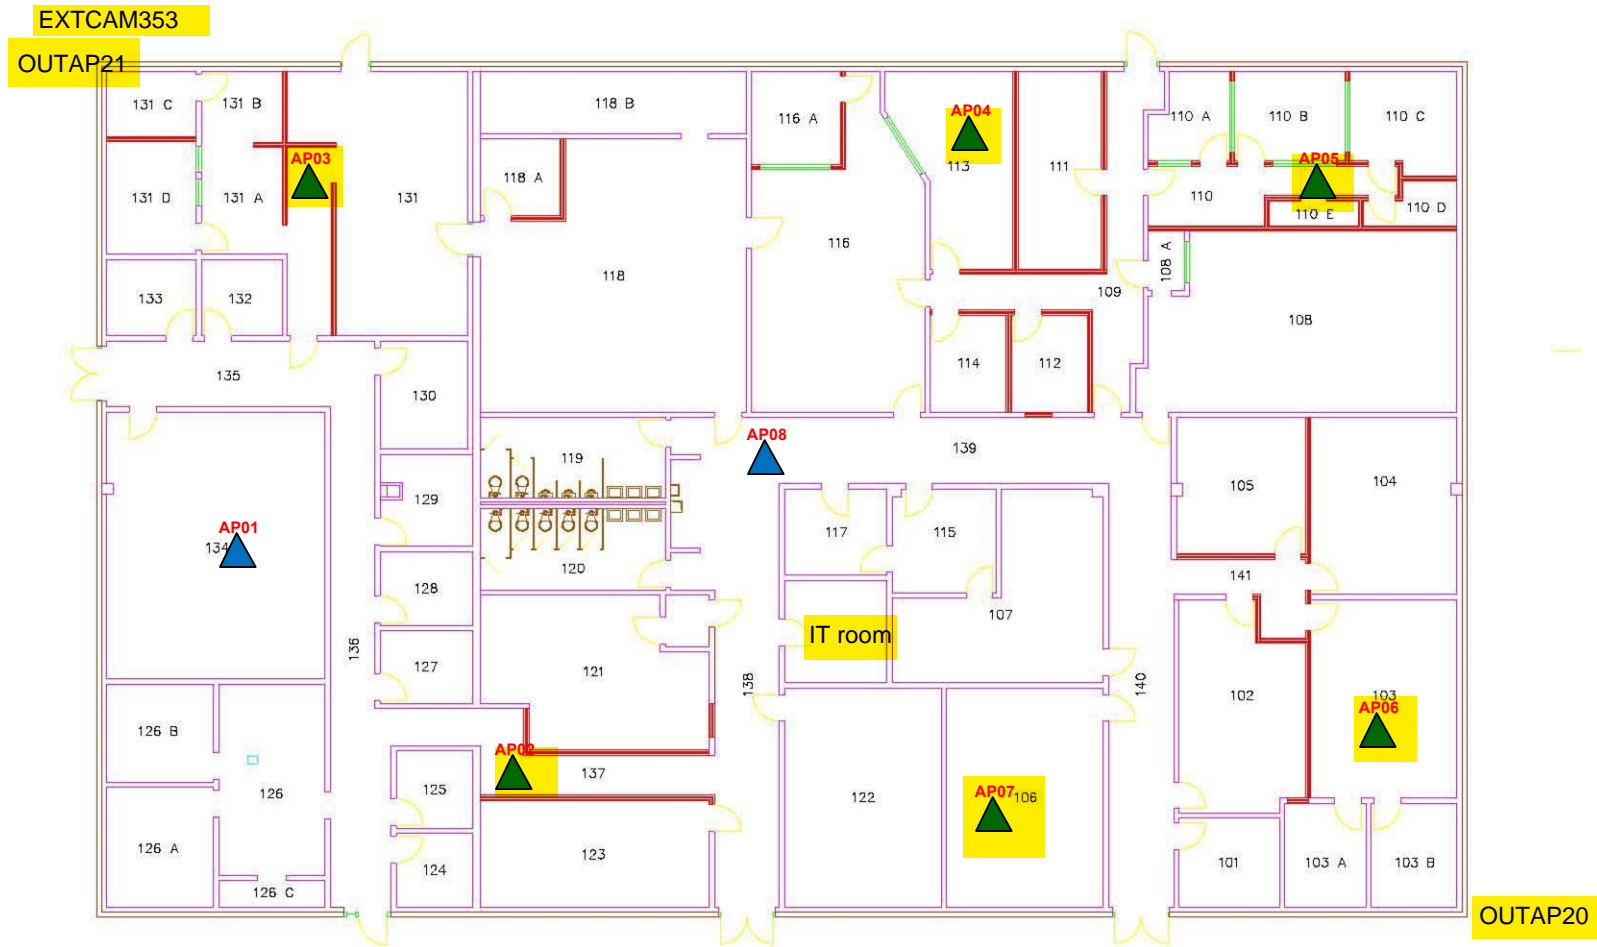 EXTCAM353
OUTAP21
131 C
131 B
118 B
116 A
AP04
110 A
110 B
110 C
AP03
118 A
113
111
AP05
131 D
131 A
131
110
110 E
110 D
116
118
108 A
133
132
109
108
135
130
114
112
119
AP08
139
129
105
104
AP01
134
117
115
120
128
141
107
IT room
136
127
121
138
140
102
103
AP06
126 B
AP02
137
126
125
122
AP07
106
126 A
124
123
101
103 A
103 B
126 C
OUTAP20